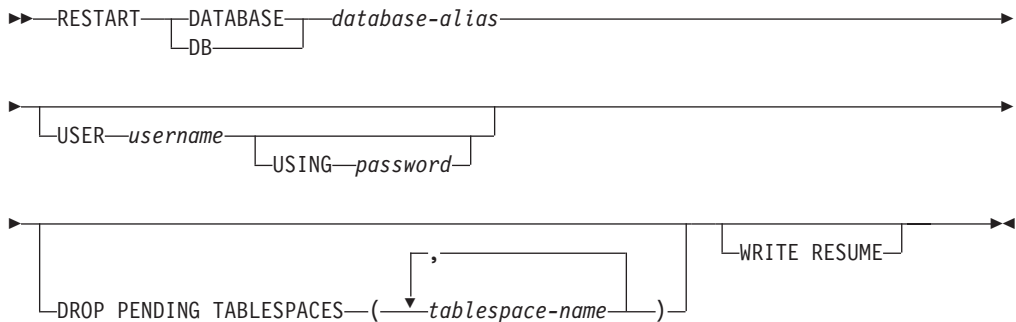 RESTART DATABASE database-alias
DB
USER username
USING password
WRITE RESUME
,
DROP PENDING TABLESPACES ( tablespace-name )